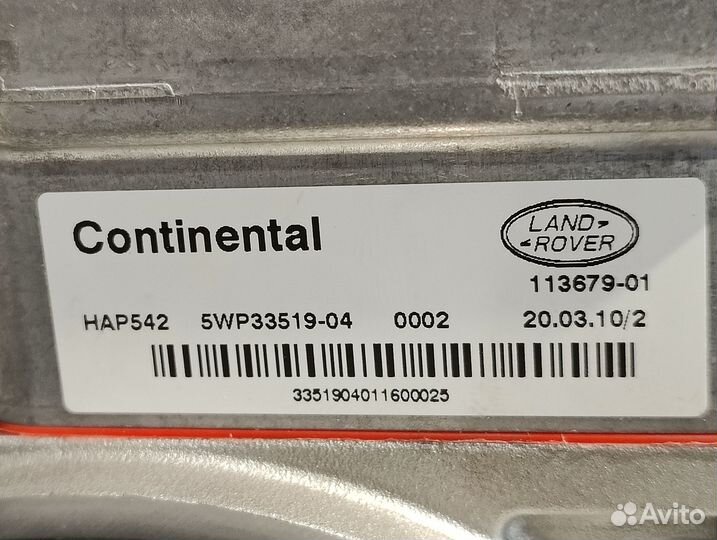 Continental
LAND
ROVER
113679-01
HAP542 5WP33519-04 0002 20.03.10/2
3351904011600025
Avito